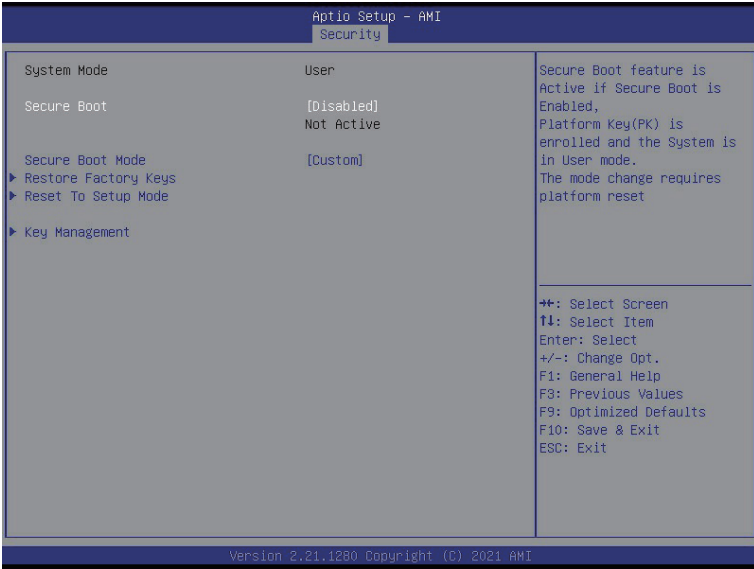 Aptio Setup - AMI
Security
System Mode User
Secure Boot [Disabled]
Not Active
Secure Boot Mode [Custom]
Restore Factory Keys
Reset To Setup Mode
Key Management
Secure Boot feature is
Active if Secure Boot is
Enabled,
Platform Key(PK) is
enrolled and the System is
in User mode.
The mode change requires
platform reset
→←: Select Screen
↑↓: Select Item
Enter: Select
+/-: Change Opt.
F1: General Help
F3: Previous Values
F9: Optimized Defaults
F10: Save & Exit
ESC: Exit
Version 2.21.1280 Copyright (C) 2021 AMI